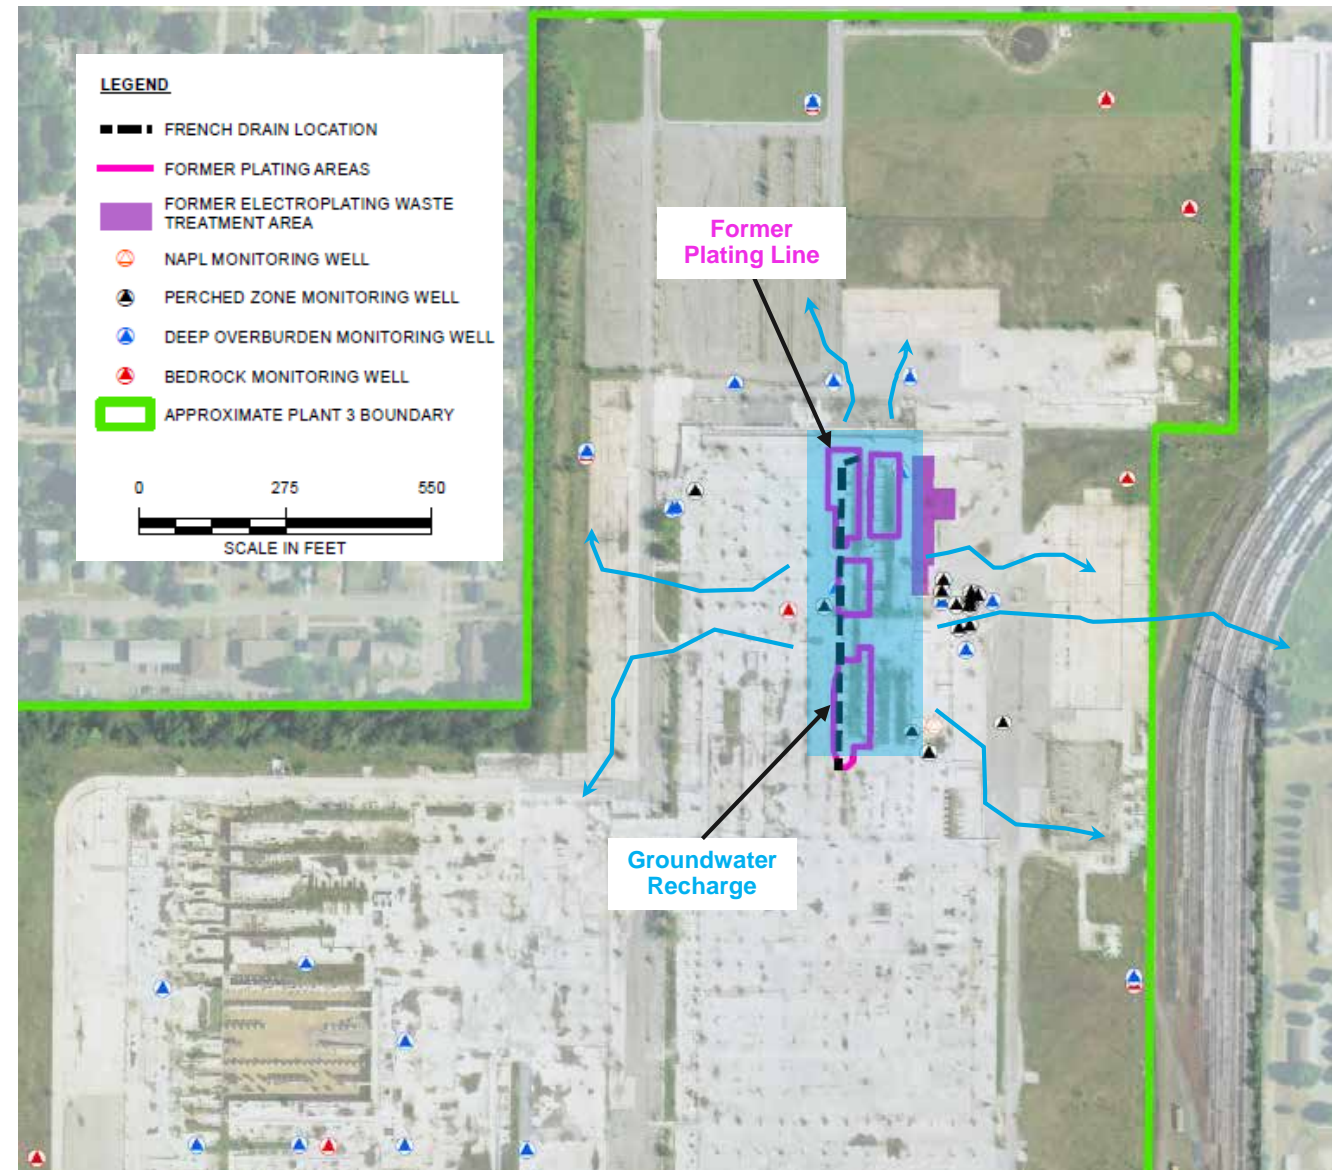 LEGEND
FRENCH DRAIN LOCATION
FORMER PLATING AREAS
FORMER ELECTROPLATING WASTE
TREATMENT AREA
NAPL MONITORING WELL
PERCHED ZONE MONITORING WELL
DEEP OVERBURDEN MONITORING WELL
BEDROCK MONITORING WELL
APPROXIMATE PLANT 3 BOUNDARY
0 275 550
SCALE IN FEET
Former
Plating Line
Groundwater
Recharge